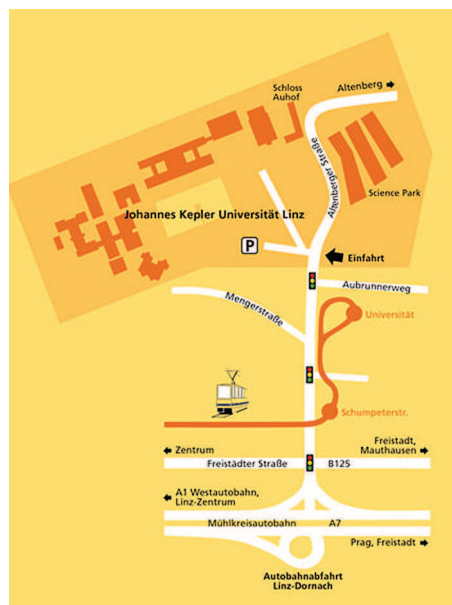 Schloss
Auhof
Altenberg
Altenberger Straße
Science Park
Johannes Kepler Universität Linz
P
Einfahrt
Aubrunnerweg
Mengerstraße
Universität
Schumpeterstr.
Zentrum
Freistadt,
Mauthausen
Freistädter Straße
B125
A1 Westautobahn,
Linz-Zentrum
Mühlkreisautobahn
A7
Prag, Freistadt
Autobahnabfahrt
Linz-Dornach